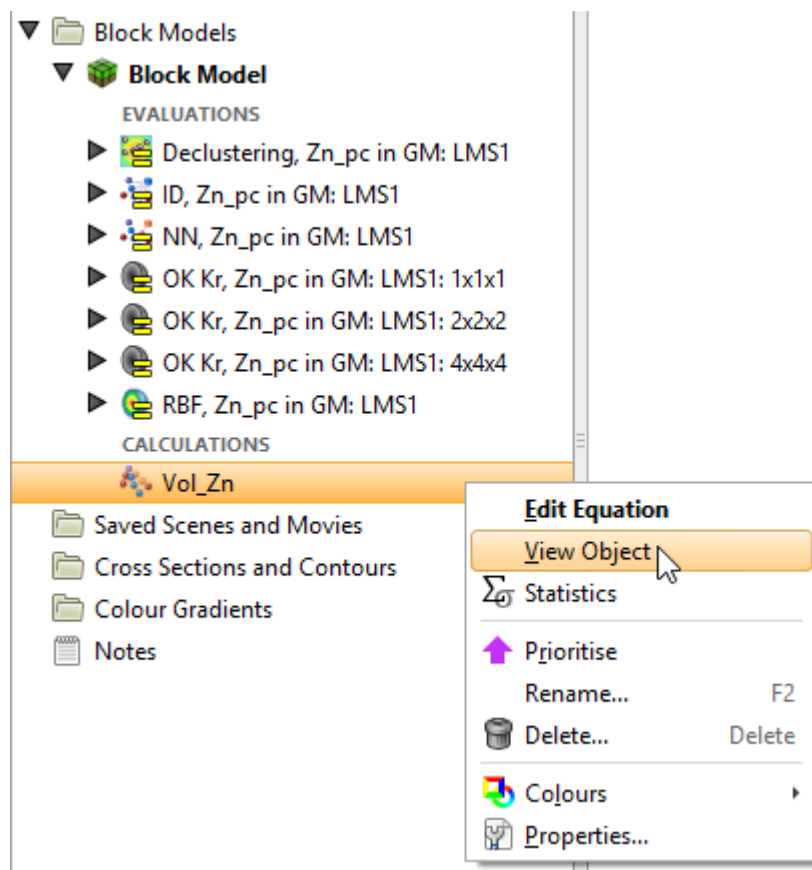 Block Models
Block Model
EVALUATIONS
Declustering, Zn_pc in GM: LMS1
ID, Zn_pc in GM: LMS1
NN, Zn_pc in GM: LMS1
OK Kr, Zn_pc in GM: LMS1: 1x1x1
OK Kr, Zn_pc in GM: LMS1: 2x2x2
OK Kr, Zn_pc in GM: LMS1: 4x4x4
RBF, Zn_pc in GM: LMS1
CALCULATIONS
Vol_Zn
Saved Scenes and Movies
Cross Sections and Contours
Colour Gradients
Notes
Edit Equation
View Object
Statistics
Prioritise
Rename... F2
Delete... Delete
Colours
Properties...